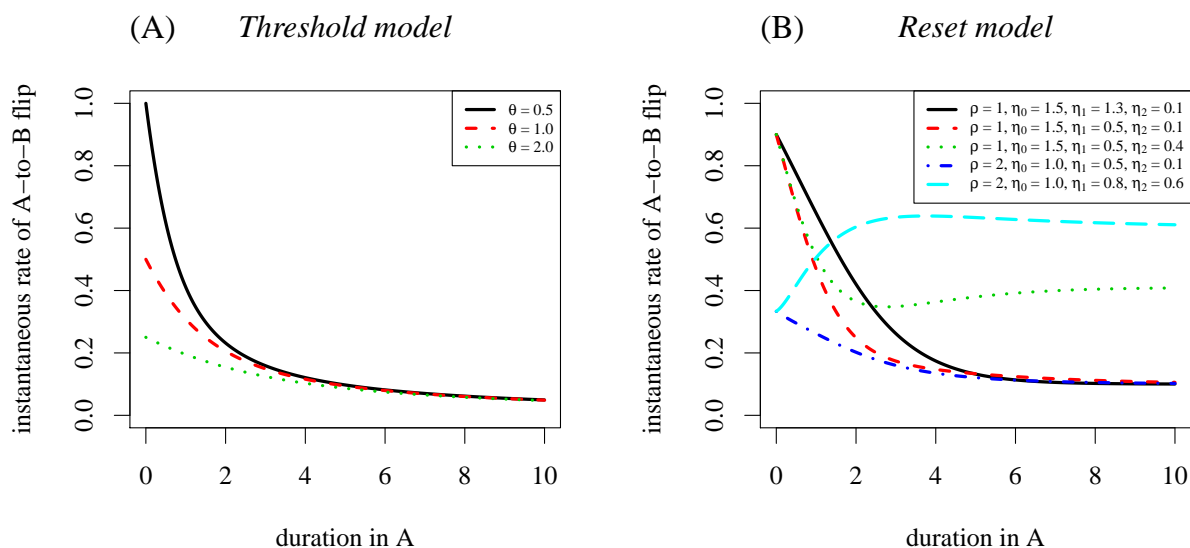 (A) Threshold model
instantaneous rate of A−to−B flip
1.0
0.8
0.6
0.4
0.2
0.0
θ = 0.5
θ = 1.0
θ = 2.0
0 2 4 6 8 10
duration in A
(B) Reset model
instantaneous rate of A−to−B flip
1.0
0.8
0.6
0.4
0.2
0.0
ρ = 1, η0 = 1.5, η1 = 1.3, η2 = 0.1
ρ = 1, η0 = 1.5, η1 = 0.5, η2 = 0.1
ρ = 1, η0 = 1.5, η1 = 0.5, η2 = 0.4
ρ = 2, η0 = 1.0, η1 = 0.5, η2 = 0.1
ρ = 2, η0 = 1.0, η1 = 0.8, η2 = 0.6
0 2 4 6 8 10
duration in A